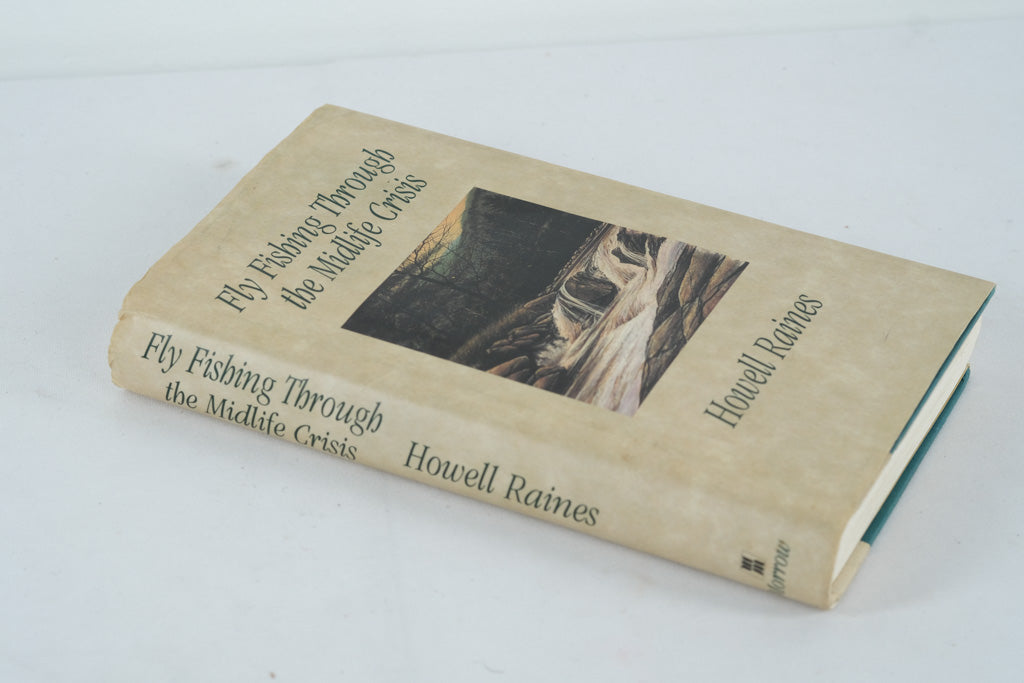 Fly Fishing Through
the Midlife Crisis
Howell Raines
Fly Fishing Through
the Midlife Crisis
Howell Raines
Morrow